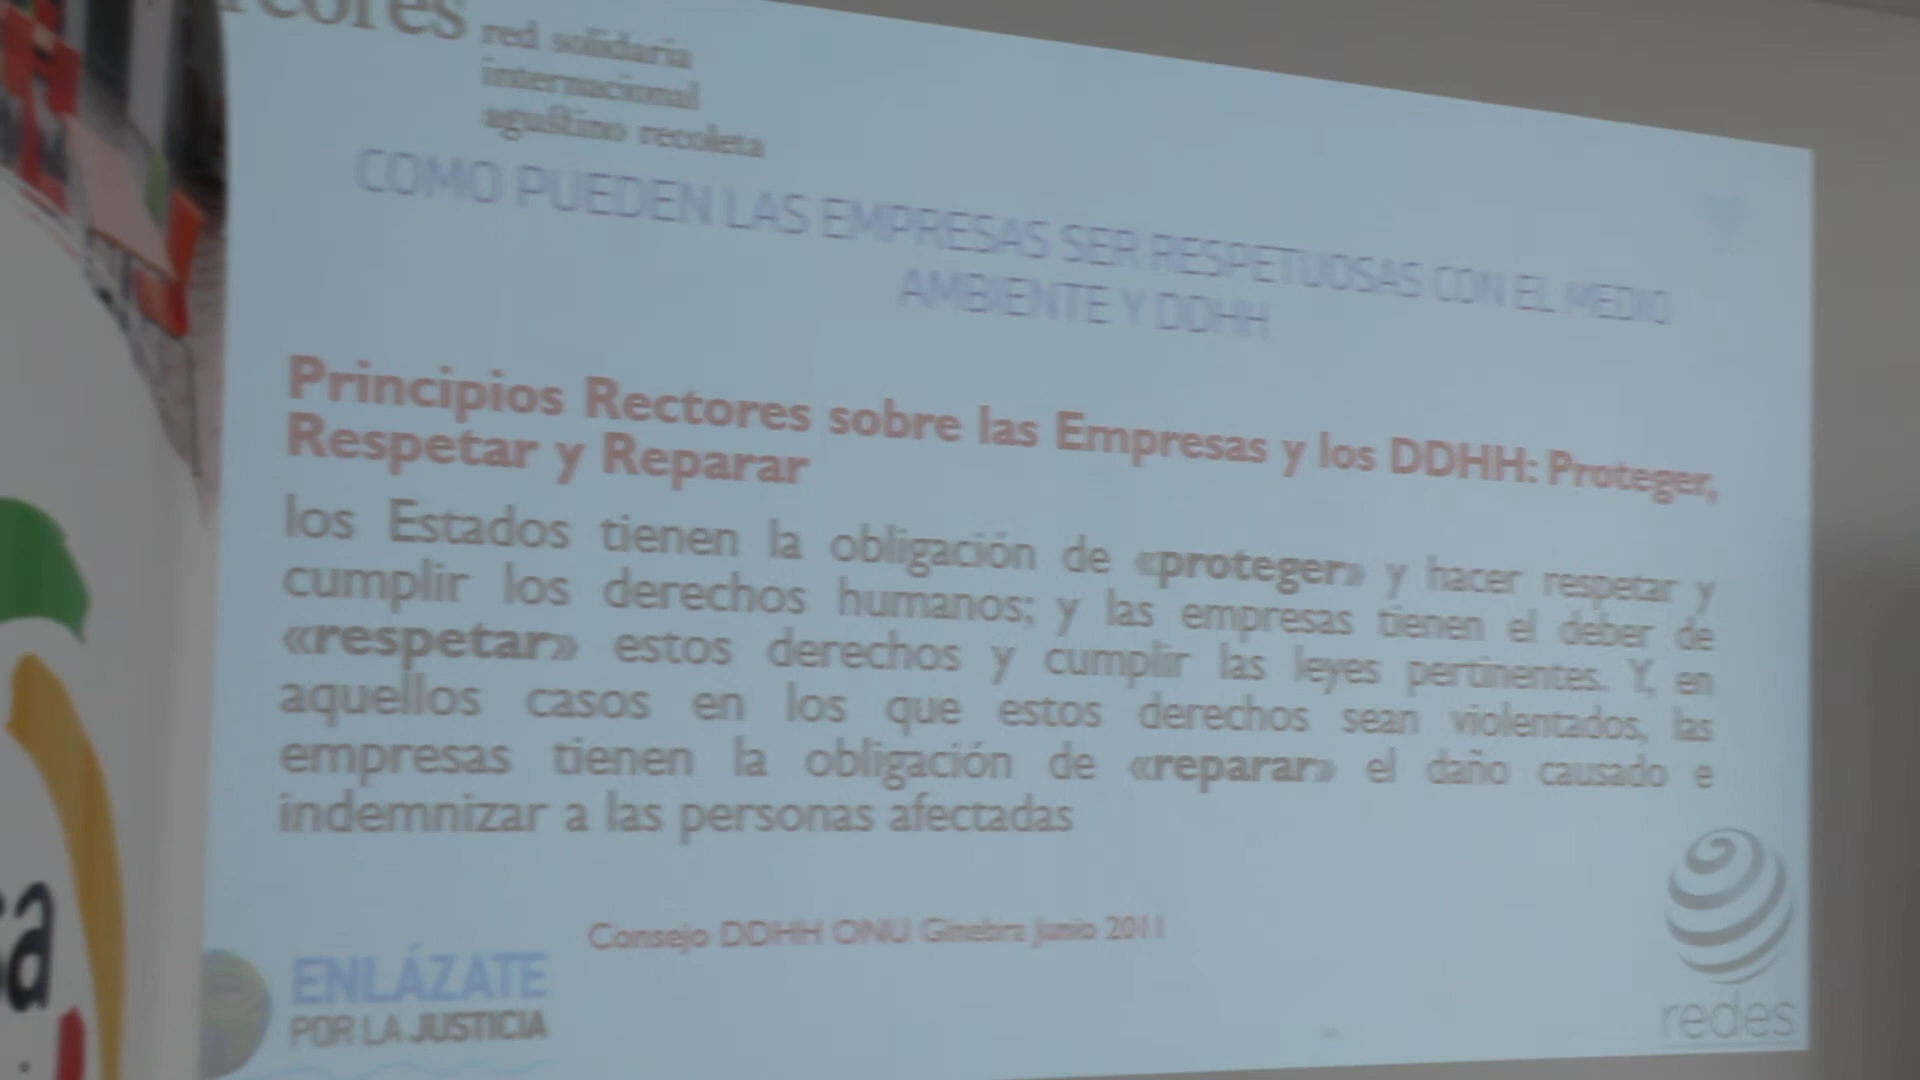 red solidaria
internacional
agustino recoleta
COMO PUEDEN LAS EMPRESAS SER RESPETUOSAS CON EL MEDIO
AMBIENTE Y DDHH
Principios Rectores sobre las Empresas y los DDHH: Proteger,
Respetar y Reparar
los Estados tienen la obligación de «proteger» y hacer respetar y
cumplir los derechos humanos; y las empresas tienen el deber de
«respetar» estos derechos y cumplir las leyes pertinentes. Y, en
aquellos casos en los que estos derechos sean violentados, las
empresas tienen la obligación de «reparar» el daño causado e
indemnizar a las personas afectadas
Consejo DDHH ONU Ginebra Junio 2011
ENLÁZATE
POR LA JUSTICIA
redes